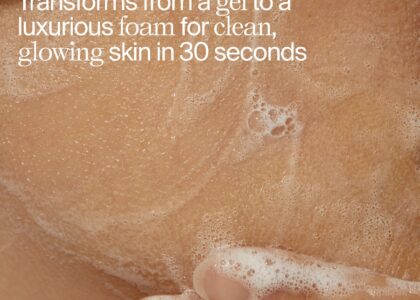 Transforms from a gel to a
luxurious foam for clean,
glowing skin in 30 seconds